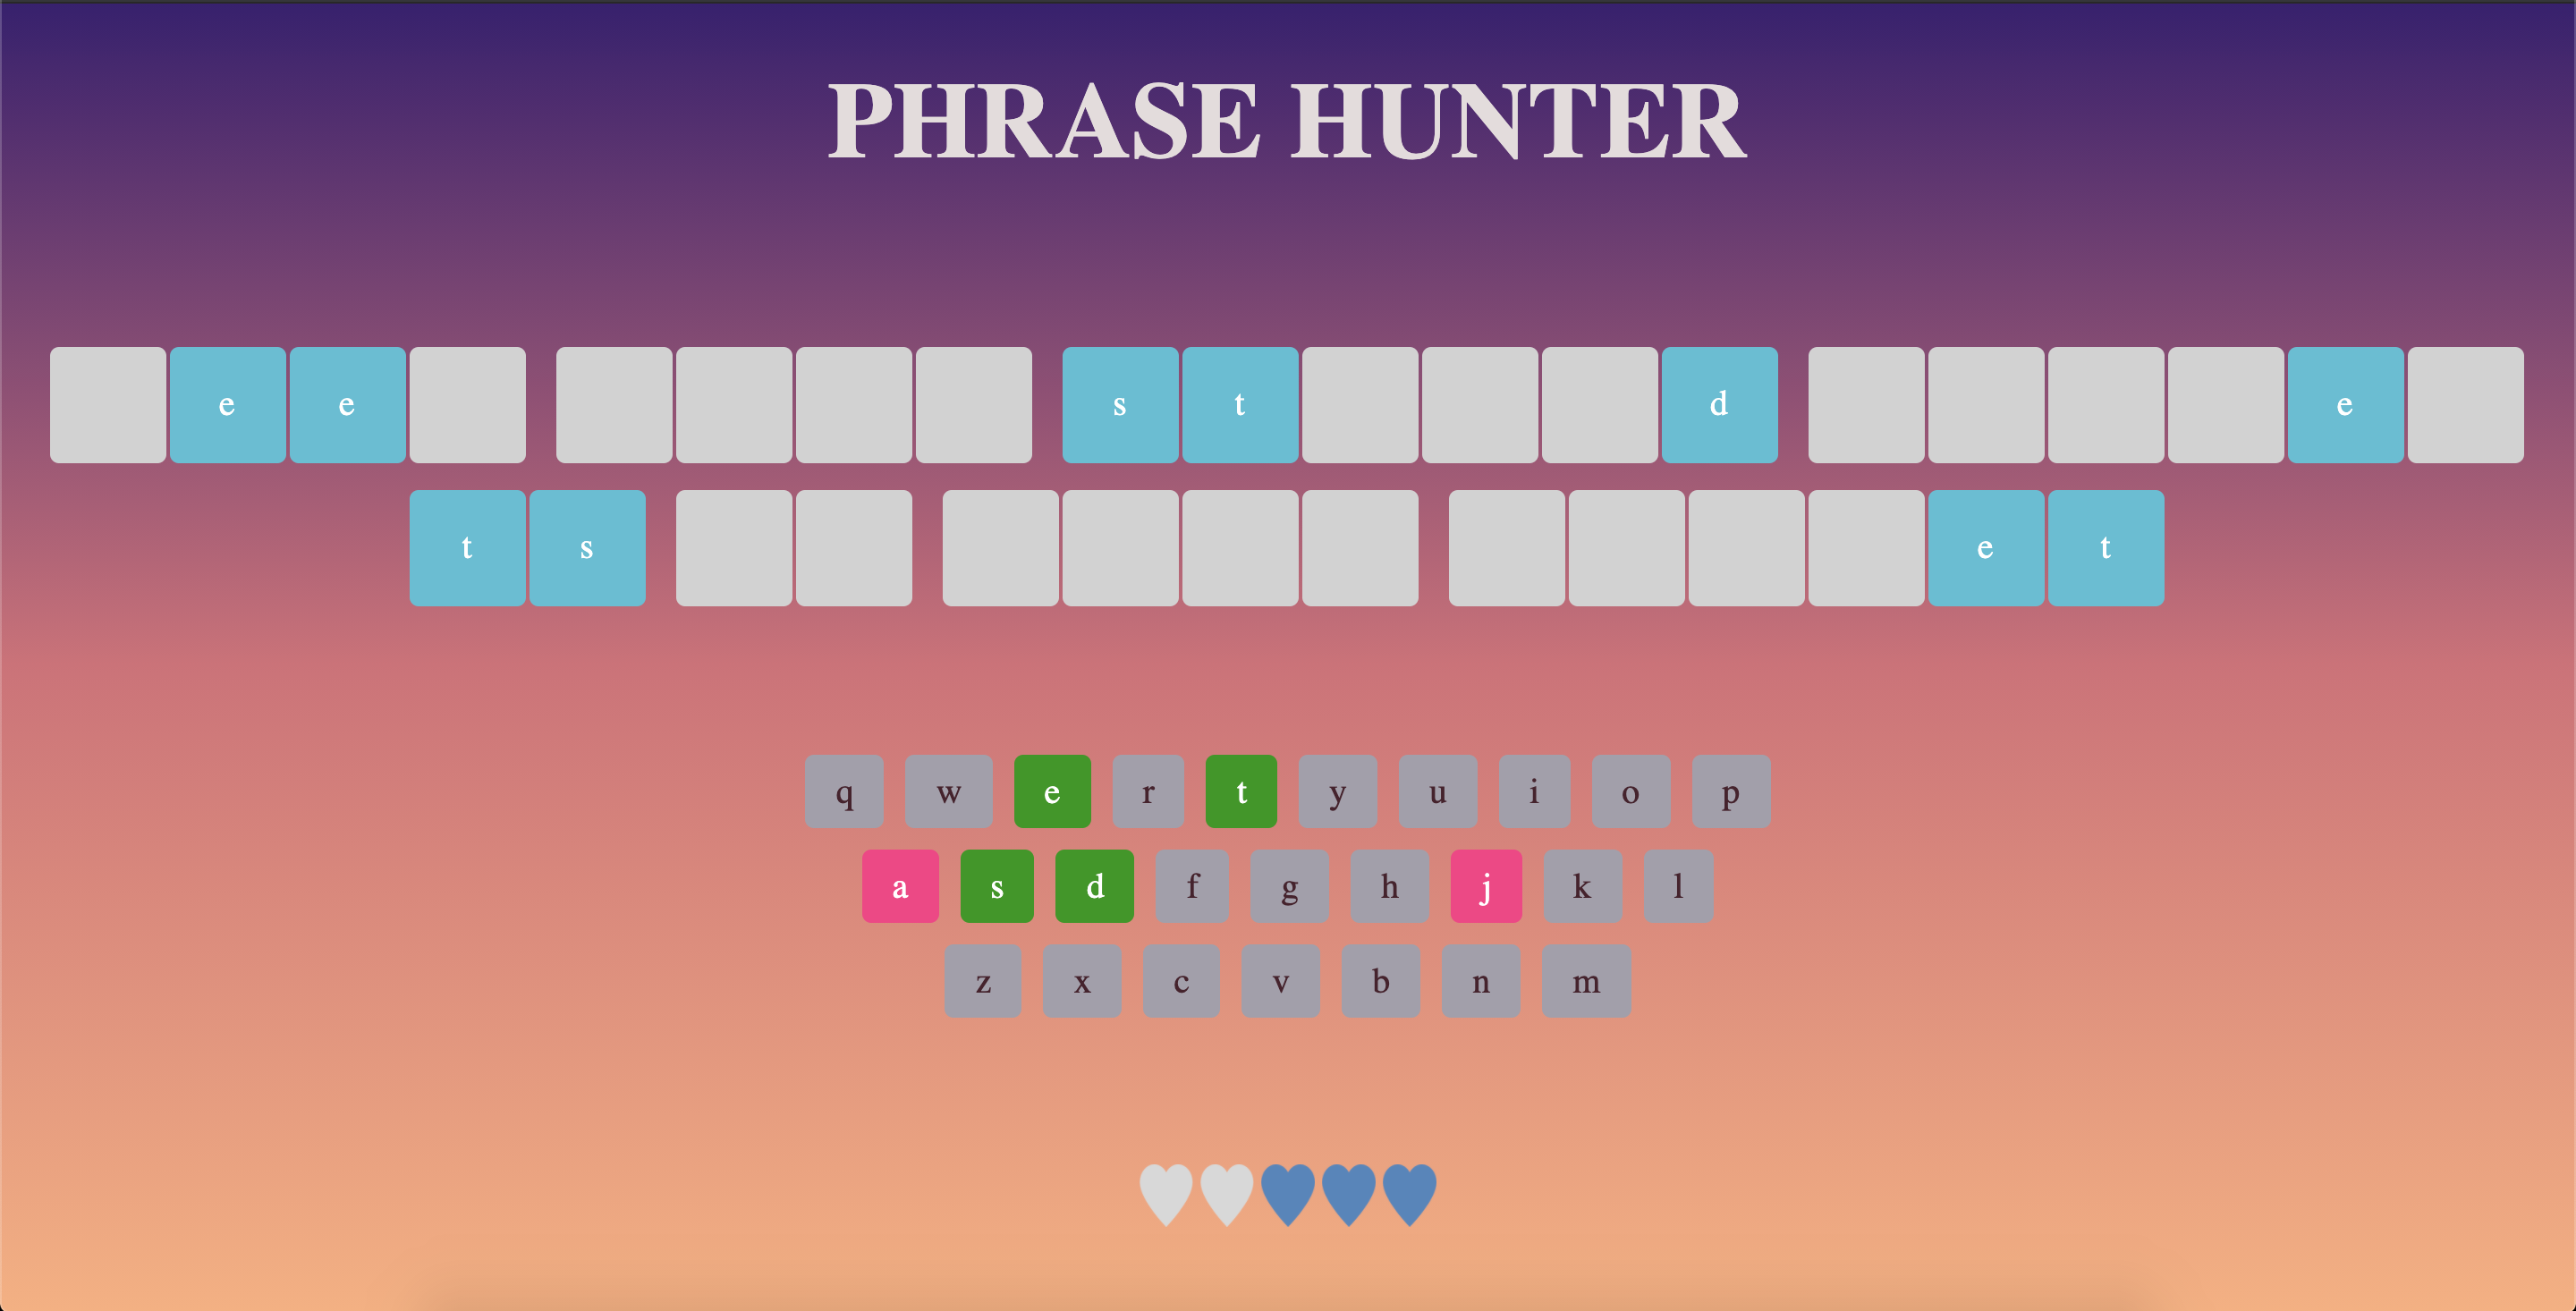 PHRASE HUNTER
e e s t d e
t s e t
q w e r t y u i o p
a s d f g h j k l
z x c v b n m